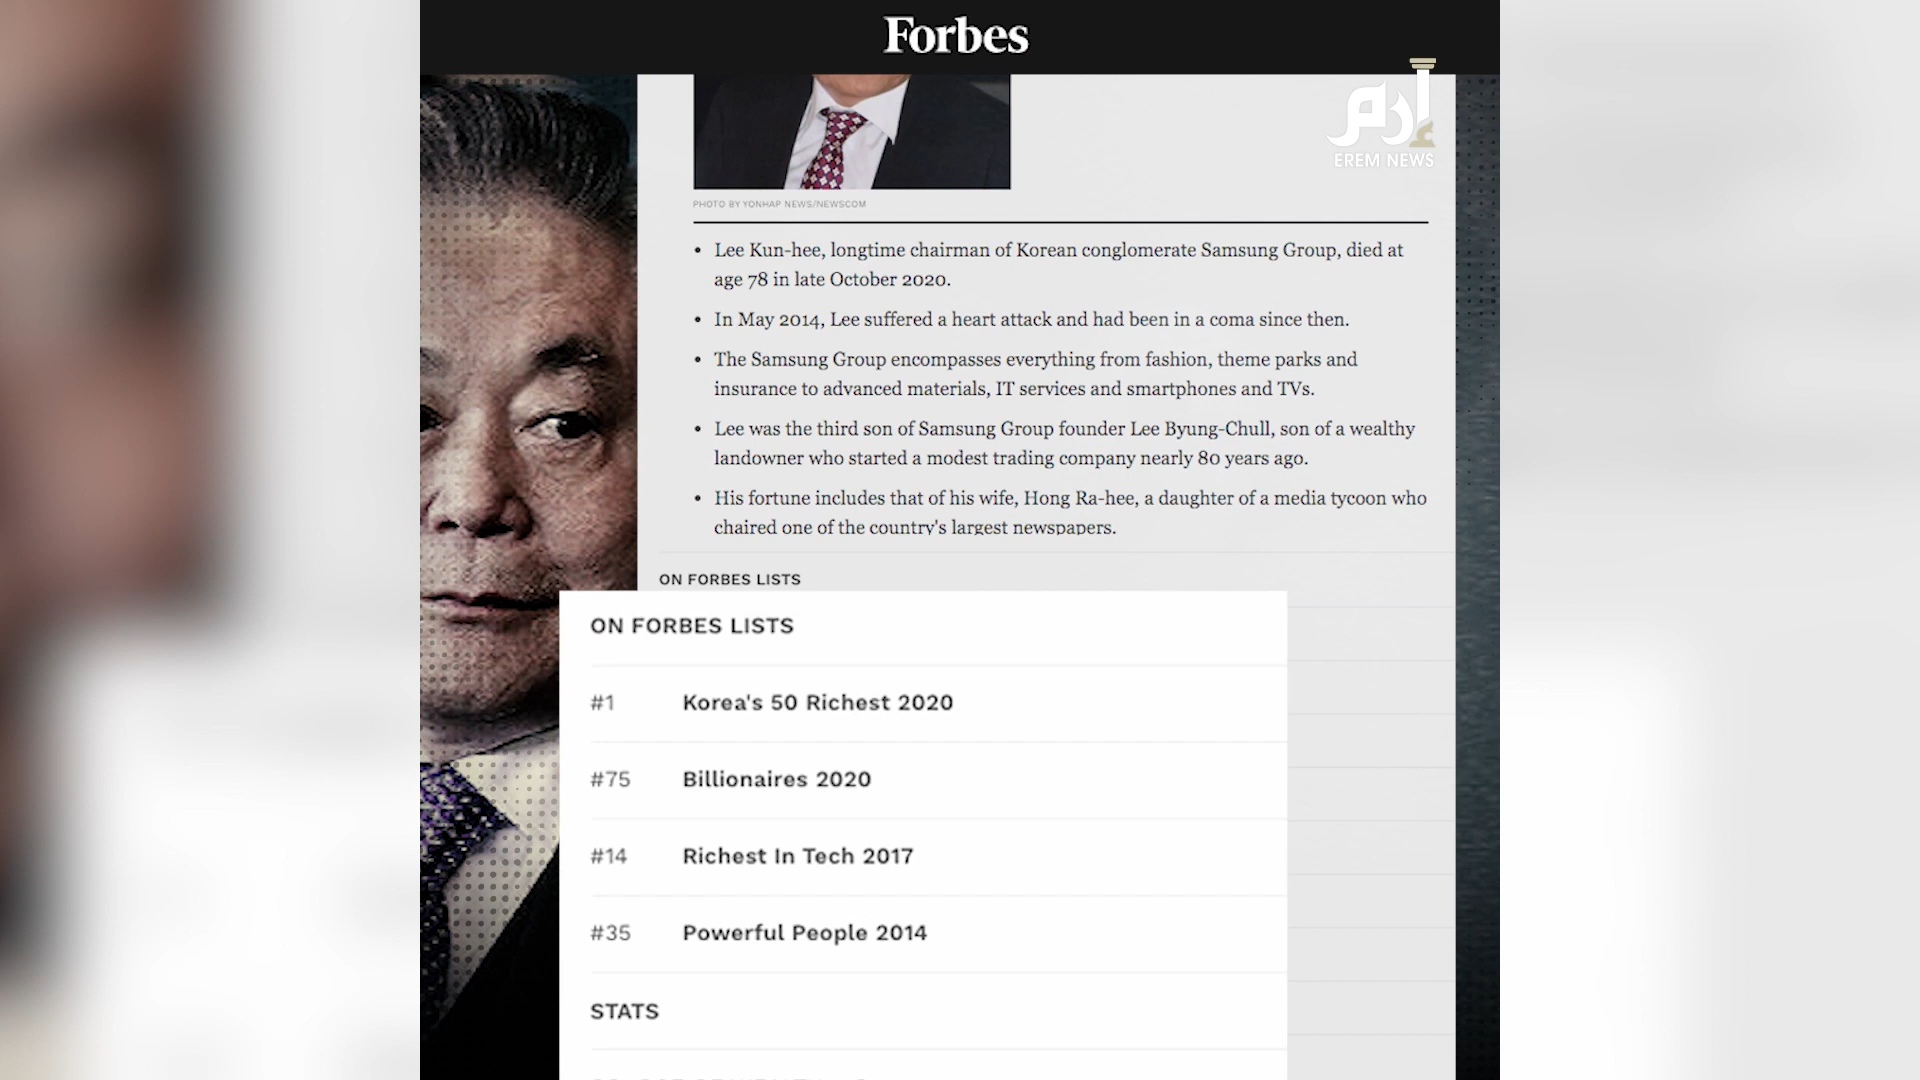 Forbes
إرم
EREM NEWS
PHOTO BY YONHAP NEWS/NEWSCOM
• Lee Kun-hee, longtime chairman of Korean conglomerate Samsung Group, died at
age 78 in late October 2020.
• In May 2014, Lee suffered a heart attack and had been in a coma since then.
• The Samsung Group encompasses everything from fashion, theme parks and
insurance to advanced materials, IT services and smartphones and TVs.
• Lee was the third son of Samsung Group founder Lee Byung-Chull, son of a wealthy
landowner who started a modest trading company nearly 80 years ago.
• His fortune includes that of his wife, Hong Ra-hee, a daughter of a media tycoon who
chaired one of the country's largest newspapers.
ON FORBES LISTS
ON FORBES LISTS
#1 Korea's 50 Richest 2020
#75 Billionaires 2020
#14 Richest In Tech 2017
#35 Powerful People 2014
STATS